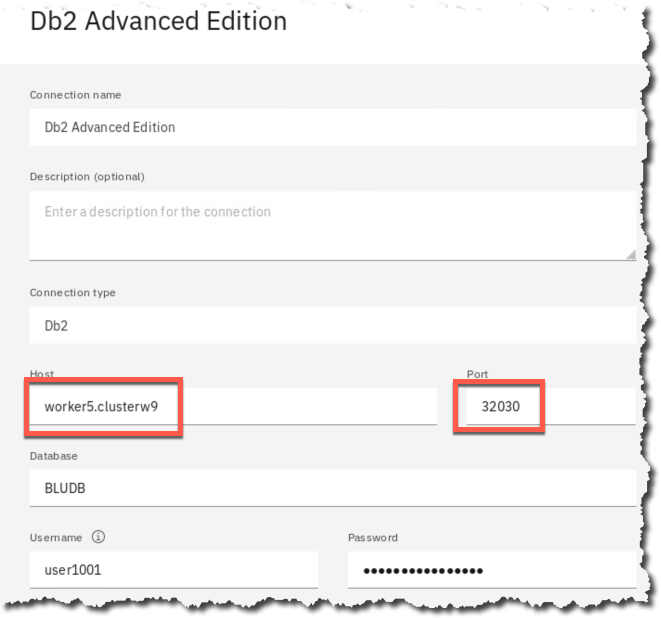 Db2 Advanced Edition
Connection name
Db2 Advanced Edition
Description (optional)
Enter a description for the connection
Connection type
Db2
Host Port
worker5.clusterw9 32030
Database
BLUDB
Username Password
user1001 ••••••••••••••••